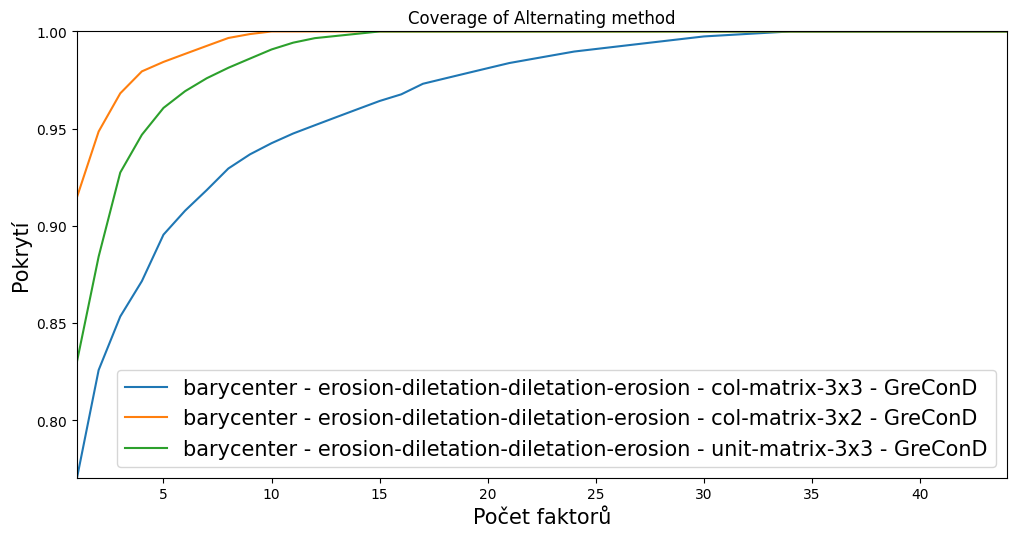 Coverage of Alternating method
Pokrytí
1.00
0.95
0.90
0.85
0.80
barycenter - erosion-diletation-diletation-erosion - col-matrix-3x3 - GreConD
barycenter - erosion-diletation-diletation-erosion - col-matrix-3x2 - GreConD
barycenter - erosion-diletation-diletation-erosion - unit-matrix-3x3 - GreConD
5 10 15 20 25 30 35 40
Počet faktorů